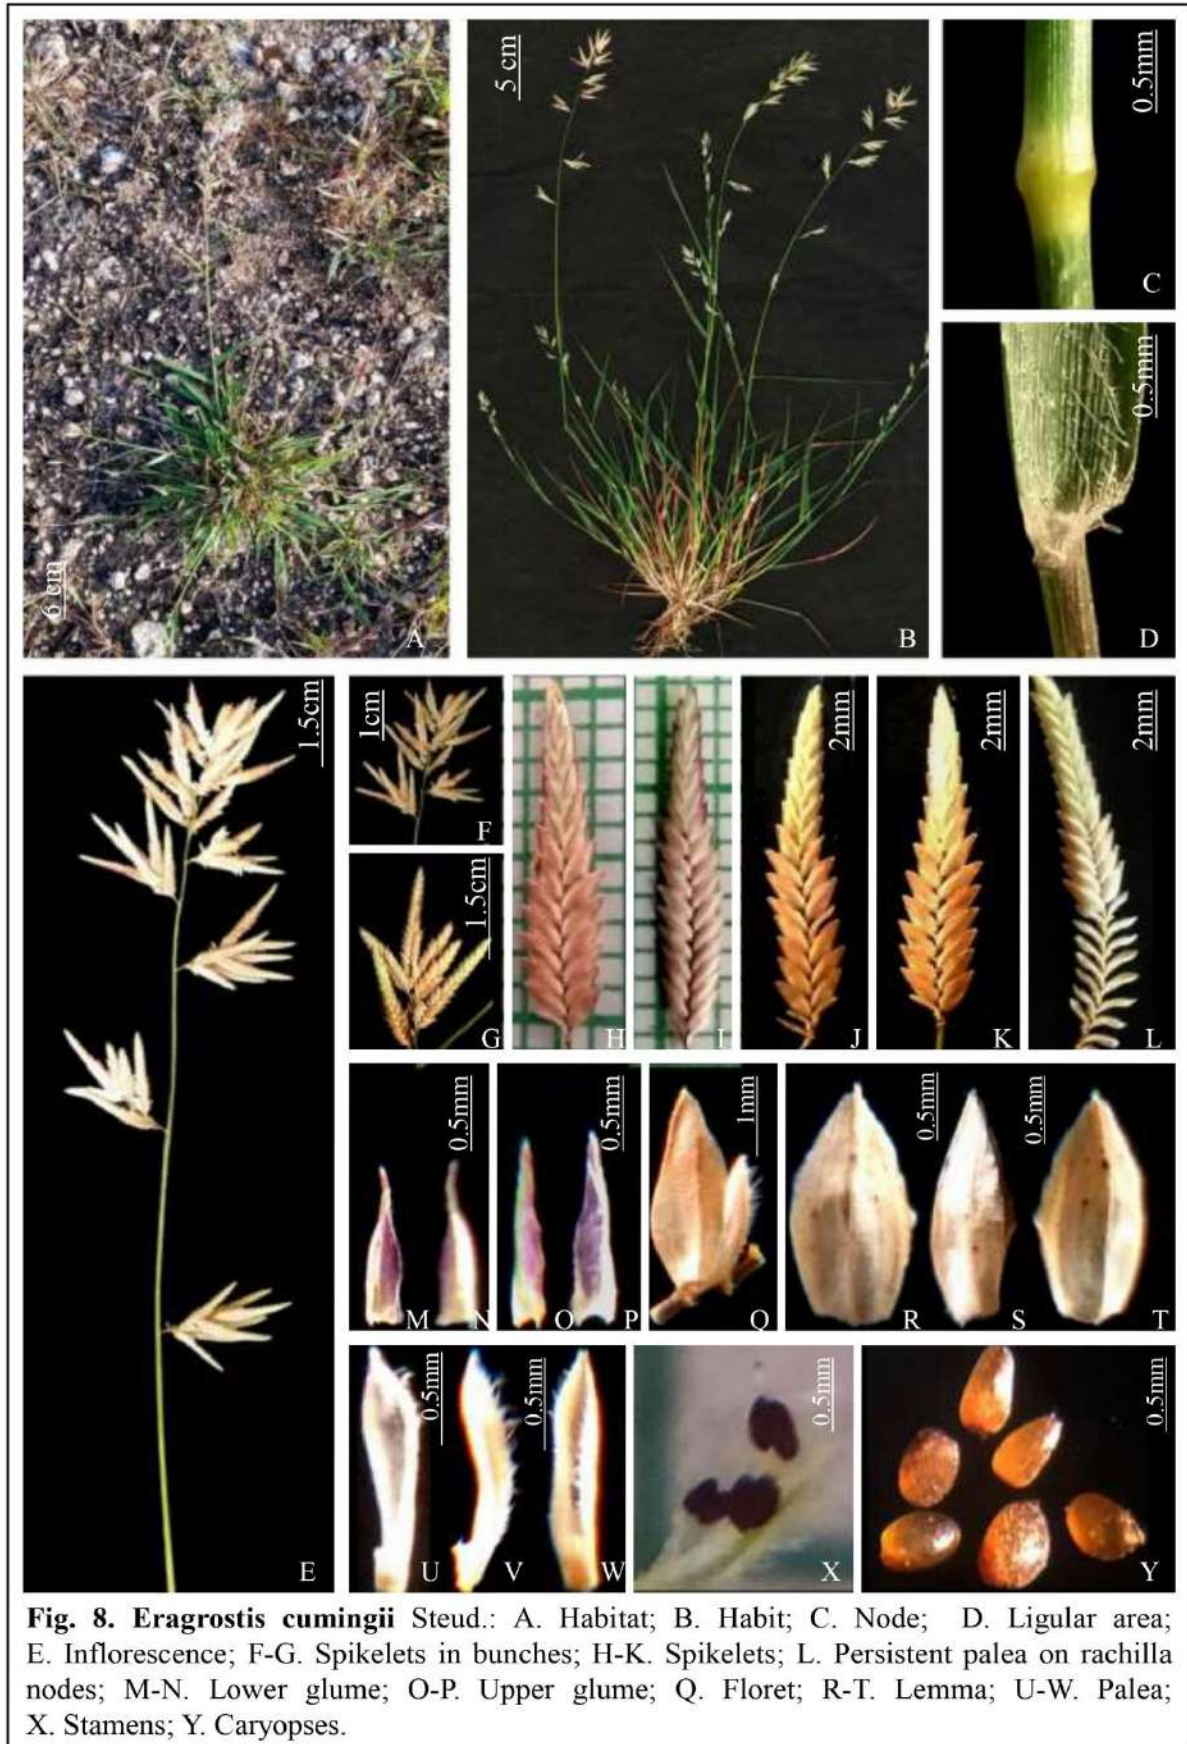 5 cm
0.5mm
C
0.5mm
6 cm
A
B
D
1.5cm
1cm
F
2mm
2mm
2mm
1.5cm
G
H
I
J
K
L
0.5mm
0.5mm
1mm
0.5mm
0.5mm
M
N
O
P
Q
R
S
T
0.5mm
0.5mm
0.5mm
0.5mm
E
U
V
W
X
Y
Fig. 8. Eragrostis cumingii Steud.: A. Habitat; B. Habit; C. Node; D. Ligular area;
E. Inflorescence; F-G. Spikelets in bunches; H-K. Spikelets; L. Persistent palea on rachilla
nodes; M-N. Lower glume; O-P. Upper glume; Q. Floret; R-T. Lemma; U-W. Palea;
X. Stamens; Y. Caryopses.